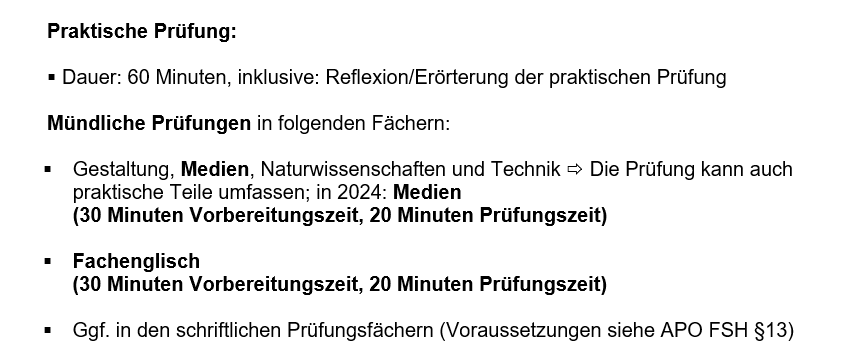 Praktische Prüfung:
▪ Dauer: 60 Minuten, inklusive: Reflexion/Erörterung der praktischen Prüfung
Mündliche Prüfungen in folgenden Fächern:
▪ Gestaltung, Medien, Naturwissenschaften und Technik ⇨ Die Prüfung kann auch
praktische Teile umfassen; in 2024: Medien
(30 Minuten Vorbereitungszeit, 20 Minuten Prüfungszeit)
▪ Fachenglisch
(30 Minuten Vorbereitungszeit, 20 Minuten Prüfungszeit)
▪ Ggf. in den schriftlichen Prüfungsfächern (Voraussetzungen siehe APO FSH §13)